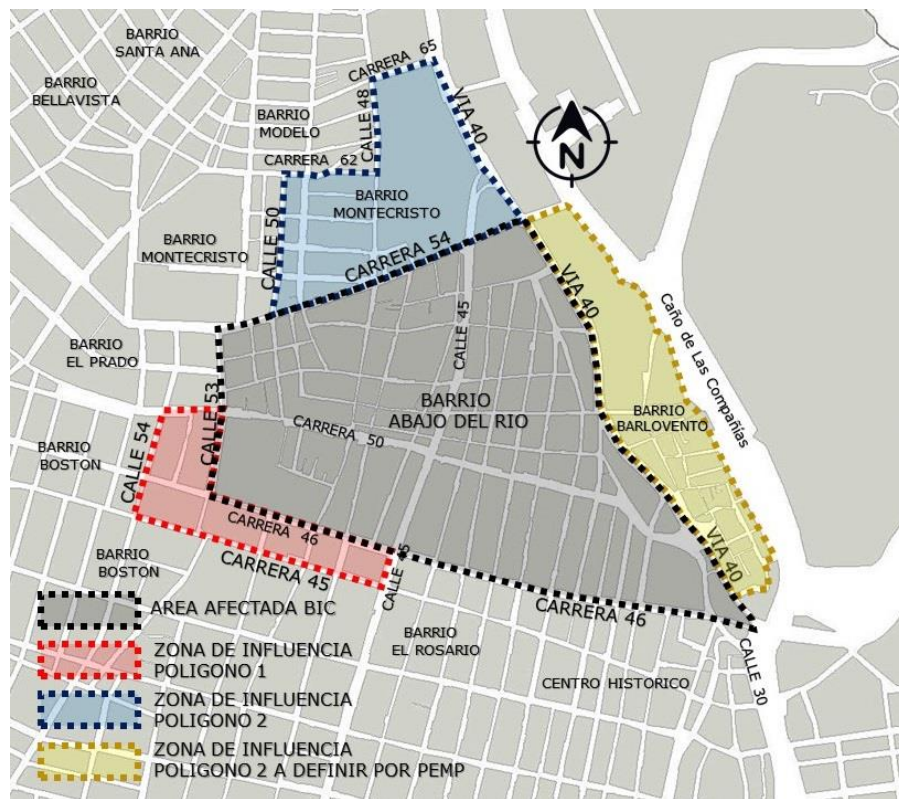 BARRIO
SANTA ANA
BARRIO
BELLAVISTA
CARRERA 65
CALLE 48
VIA 40
BARRIO
MODELO
CARRERA 62
N
BARRIO
MONTECRISTO
CALLE 50
BARRIO
MONTECRISTO
CARRERA 54
VIA 40
Caño de Las Compañías
CALLE 45
BARRIO
EL PRADO
CALLE 53
BARRIO
ABAJO DEL RIO
BARRIO
BARLOVENTO
CARRERA 50
BARRIO
BOSTON
CALLE 54
CARRERA 46
BARRIO
BOSTON
CARRERA 45
CALLE 45
VIA 40
CARRERA 46
BARRIO
EL ROSARIO
CALLE 30
CENTRO HISTORICO
AREA AFECTADA BIC
ZONA DE INFLUENCIA
POLIGONO 1
ZONA DE INFLUENCIA
POLIGONO 2
ZONA DE INFLUENCIA
POLIGONO 2 A DEFINIR POR PEMP